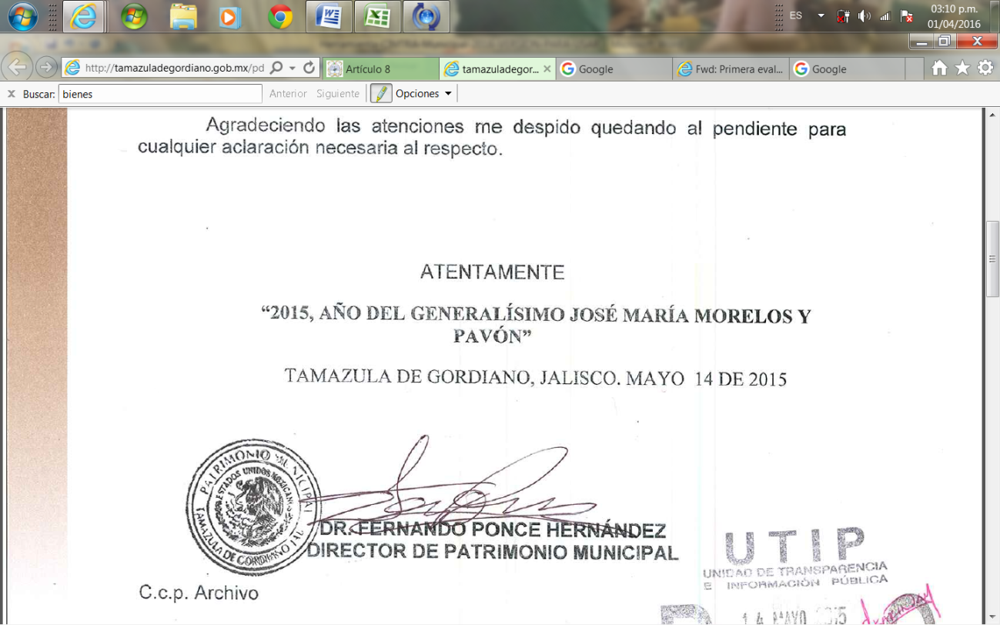 ES
03:10 p.m.
01/04/2016
http://tamazuladegordiano.gob.mx/pd
Artículo 8
tamazuladegor...
Google
Fwd: Primera eval...
Google
x Buscar: bienes
Anterior Siguiente
Opciones
Agradeciendo las atenciones me despido quedando al pendiente para
cualquier aclaración necesaria al respecto.
ATENTAMENTE
“2015, AÑO DEL GENERALÍSIMO JOSÉ MARÍA MORELOS Y
PAVÓN”
TAMAZULA DE GORDIANO, JALISCO. MAYO 14 DE 2015
PATRIMONIO MUNICIPAL
ESTADOS UNIDOS MEXICANOS
TAMAZULA DE GORDIANO JAL
DR. FERNANDO PONCE HERNÁNDEZ
DIRECTOR DE PATRIMONIO MUNICIPAL
UTIP
UNIDAD DE TRANSPARENCIA
E INFORMACIÓN PÚBLICA
C.c.p. Archivo
14 MAYO 2015